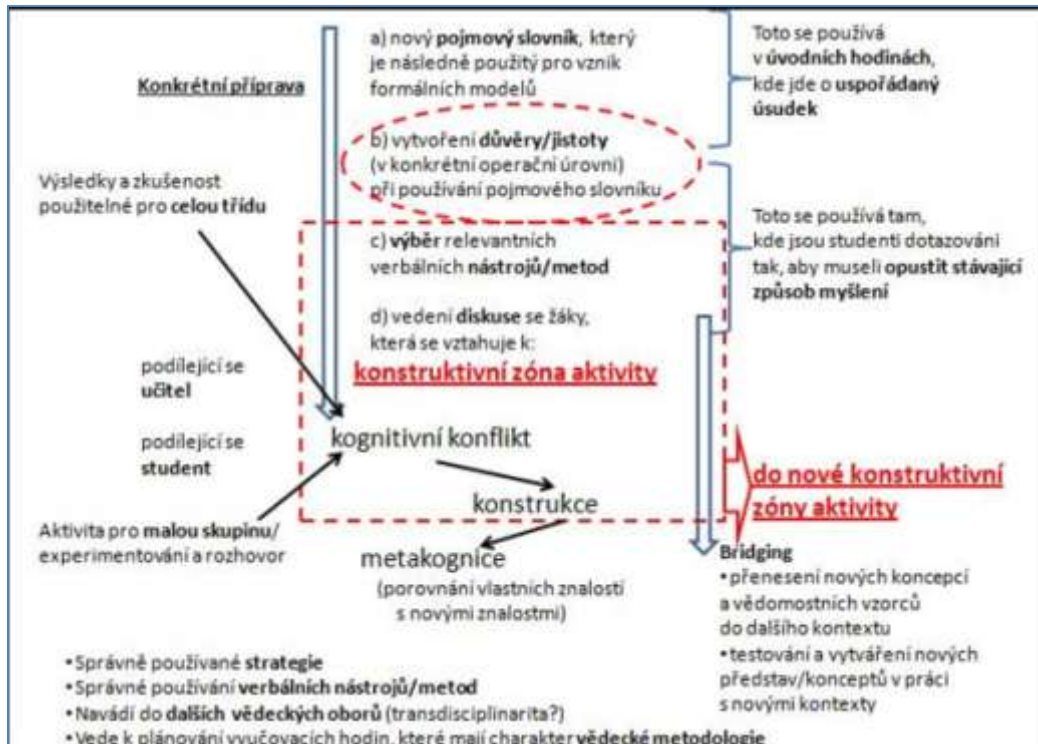 Konkrétní příprava
a) nový pojmový slovník, který
je následně použitý pro vznik
formálních modelů
Toto se používá
v úvodních hodinách,
kde jde o uspořádaný
úsudek
b) vytvoření důvěry/jistoty
(v konkrétní operační úrovni)
při používání pojmového slovníku
Výsledky a zkušenost
použitelné pro celou třídu
c) výběr relevantních
verbálních nástrojů/metod
Toto se používá tam,
kde jsou studenti dotazováni
tak, aby museli opustit stávající
způsob myšlení
d) vedení diskuse se žáky,
která se vztahuje k:
konstruktivní zóna aktivity
podílející se
učitel
podílející se
student
kognitivní konflikt
konstrukce
do nové konstruktivní
zóny aktivity
Aktivita pro malou skupinu/
experimentování a rozhovor
metakognice
(porovnání vlastních znalostí
s novými znalostmi)
Bridging
•přenesení nových koncepcí
a vědomostních vzorců
do dalšího kontextu
•testování a vytváření nových
představ/konceptů v práci
s novými kontexty
•Správně používané strategie
•Správné používání verbálních nástrojů/metod
•Navádí do dalších vědeckých oborů (transdisciplinarita?)
•Vede k plánování vyučovacích hodin, které mají charakter vědecké metodologie